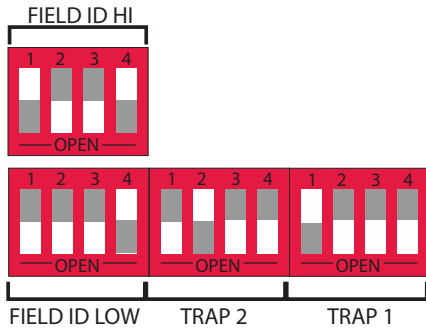 FIELD ID HI
1 2 3 4
OPEN
1 2 3 4 1 2 3 4 1 2 3 4
OPEN OPEN OPEN
FIELD ID LOW TRAP 2 TRAP 1